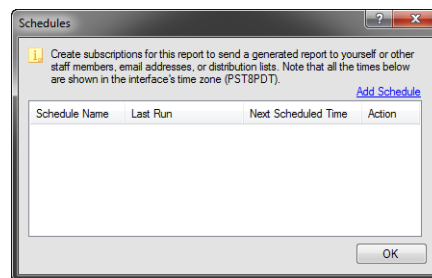 Schedules
Create subscriptions for this report to send a generated report to yourself or other
staff members, email addresses, or distribution lists. Note that all the times below
are shown in the interface's time zone (PST8PDT).
Add Schedule
Schedule Name Last Run Next Scheduled Time Action
OK